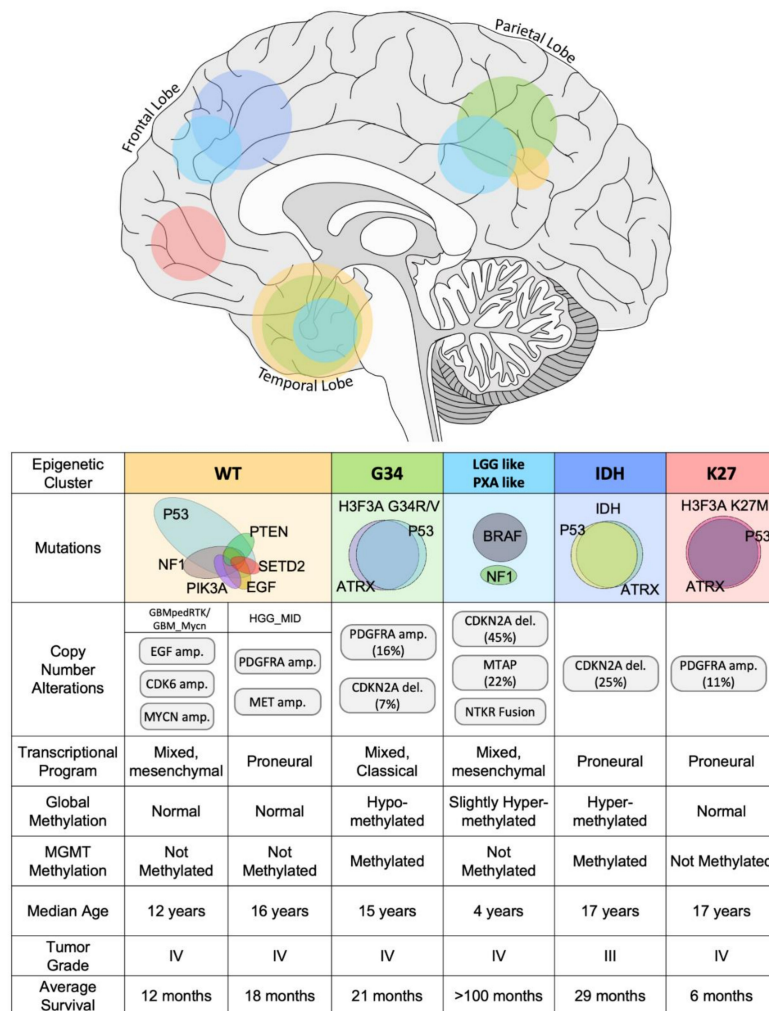 Parietal Lobe
Frontal Lobe
Temporal Lobe
Epigenetic
Cluster
WT
G34
LGG like
PXA like
IDH
K27
Mutations
P53
PTEN
NF1
SETD2
PIK3A
EGF
H3F3A G34R/V
P53
ATRX
BRAF
NF1
IDH
P53
ATRX
H3F3A K27M
P53
ATRX
Copy
Number
Alterations
GBMpedRTK/
GBM_Mycn
EGF amp.
CDK6 amp.
MYCN amp.
HGG_MID
PDGFRA amp.
MET amp.
PDGFRA amp.
(16%)
CDKN2A del.
(7%)
CDKN2A del.
(45%)
MTAP
(22%)
NTKR Fusion
CDKN2A del.
(25%)
PDGFRA amp.
(11%)
Transcriptional
Program
Mixed,
mesenchymal
Proneural
Mixed,
Classical
Mixed,
mesenchymal
Proneural
Proneural
Global
Methylation
Normal
Normal
Hypo-
methylated
Slightly Hyper-
methylated
Hyper-
methylated
Normal
MGMT
Methylation
Not
Methylated
Not
Methylated
Methylated
Not
Methylated
Methylated
Not Methylated
Median Age
12 years
16 years
15 years
4 years
17 years
17 years
Tumor
Grade
IV
IV
IV
IV
III
IV
Average
Survival
12 months
18 months
21 months
>100 months
29 months
6 months